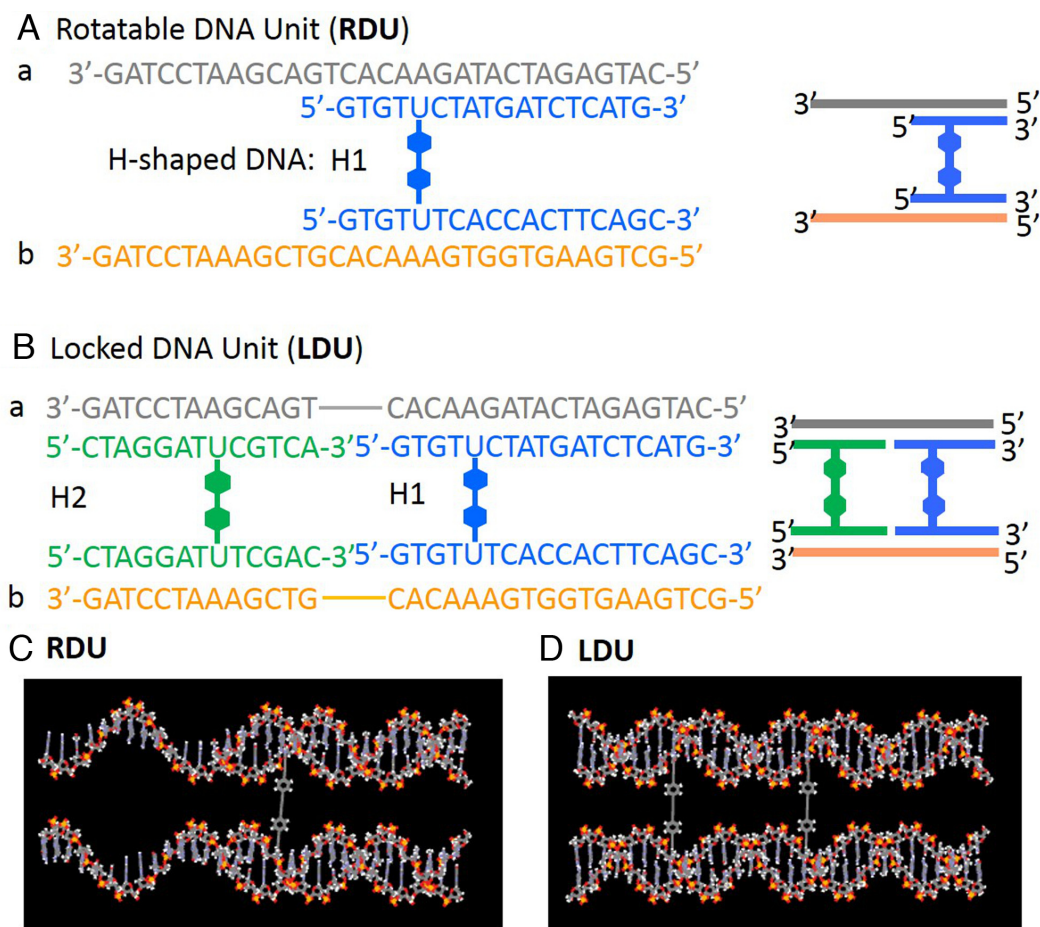 A Rotatable DNA Unit (RDU)
a 3’-GATCCTAAGCAGTCACAAGATACTAGAGTAC-5’
5’-GTGTUCTATGATCTCATG-3’
3’ 5’
5’ 3’
H-shaped DNA: H1
5’ 3’
5’-GTGTUTCACCACTTCAGC-3’
3’ 5’
b 3’-GATCCTAAAGCTGCACAAAGTGGTGAAGTCG-5’
B Locked DNA Unit (LDU)
a 3’-GATCCTAAGCAGT CACAAGATACTAGAGTAC-5’
3’ 5’
5’-CTAGGATUCGTCA-3’5’-GTGTUCTATGATCTCATG-3’
5’ 3’
H2 H1
5’ 3’
5’-CTAGGATUTCGAC-3’5’-GTGTUTCACCACTTCAGC-3’
3’ 5’
b 3’-GATCCTAAAGCTG CACAAAGTGGTGAAGTCG-5’
C RDU D LDU